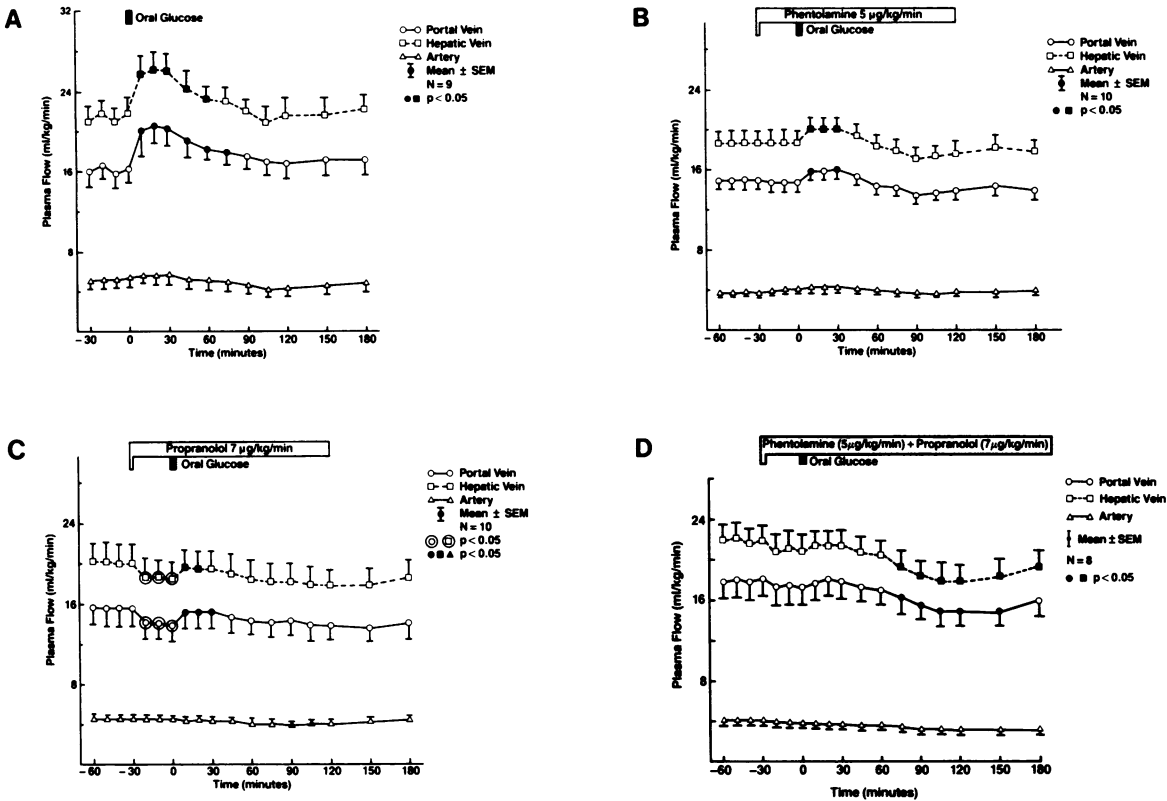 A
Oral Glucose
Portal Vein
Hepatic Vein
Artery
Mean ± SEM
N = 9
p < 0.05
Plasma Flow (ml/kg/min)
32
24
16
8
-30 0 30 60 90 120 150 180
Time (minutes)
B
Phentolamine 5 µg/kg/min
Oral Glucose
Portal Vein
Hepatic Vein
Artery
Mean ± SEM
N = 10
p < 0.05
Plasma Flow (ml/kg/min)
24
16
8
-60 -30 0 30 60 90 120 150 180
Time (minutes)
C
Propranolol 7 µg/kg/min
Oral Glucose
Portal Vein
Hepatic Vein
Artery
Mean ± SEM
N = 10
p < 0.05
p < 0.05
Plasma Flow (ml/kg/min)
24
16
8
-60 -30 0 30 60 90 120 150 180
Time (minutes)
D
Phentolamine (5µg/kg/min) + Propranolol (7µg/kg/min)
Oral Glucose
Portal Vein
Hepatic Vein
Artery
Mean ± SEM
N = 8
p < 0.05
Plasma Flow (ml/kg/min)
24
16
8
-60 -30 0 30 60 90 120 150 180
Time (minutes)